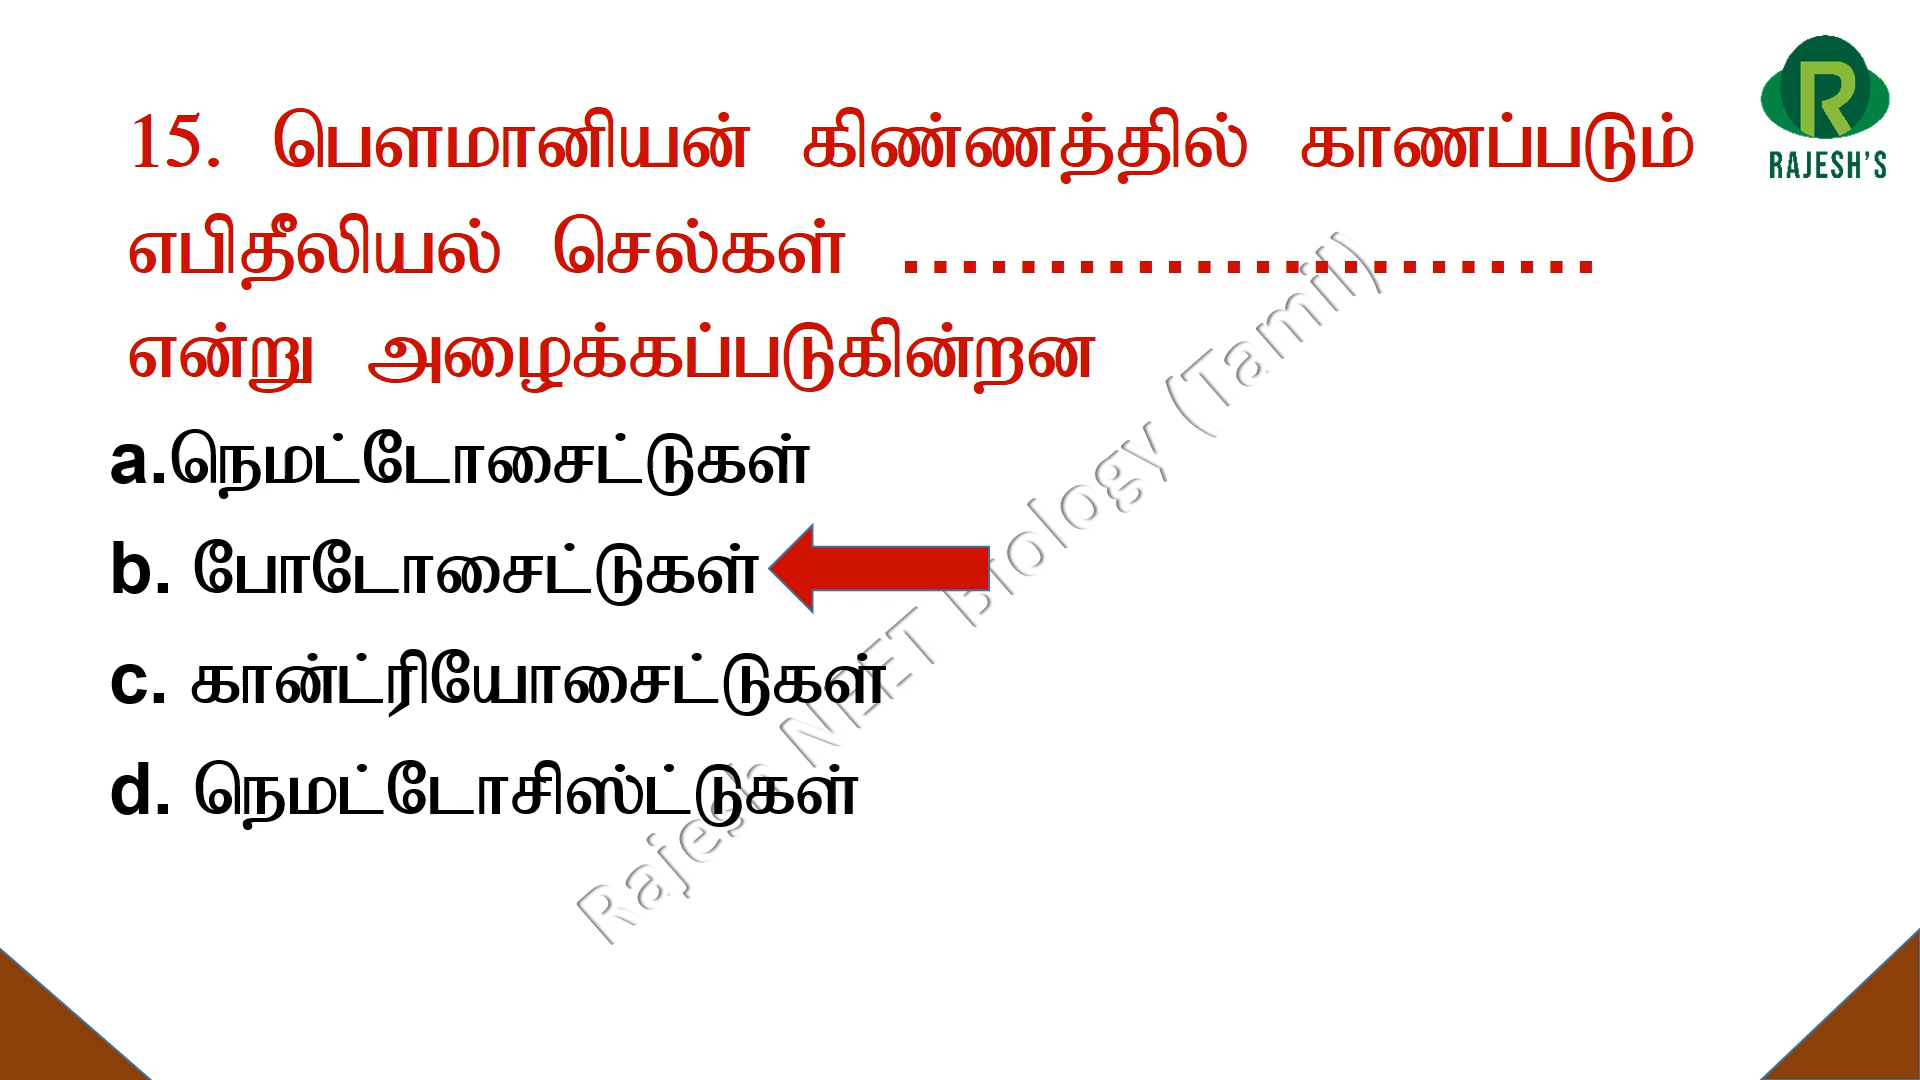 R
RAJESH'S
15. பௌமானியன் கிண்ணத்தில் காணப்படும்
எபிதீலியல் செல்கள் ........................
என்று அழைக்கப்படுகின்றன
a.நெமட்டோசைட்டுகள்
b. போடோசைட்டுகள்
c. கான்ட்ரியோசைட்டுகள்
d. நெமட்டோசிஸ்ட்டுகள்
Rajesh NEET Biology (Tamil)